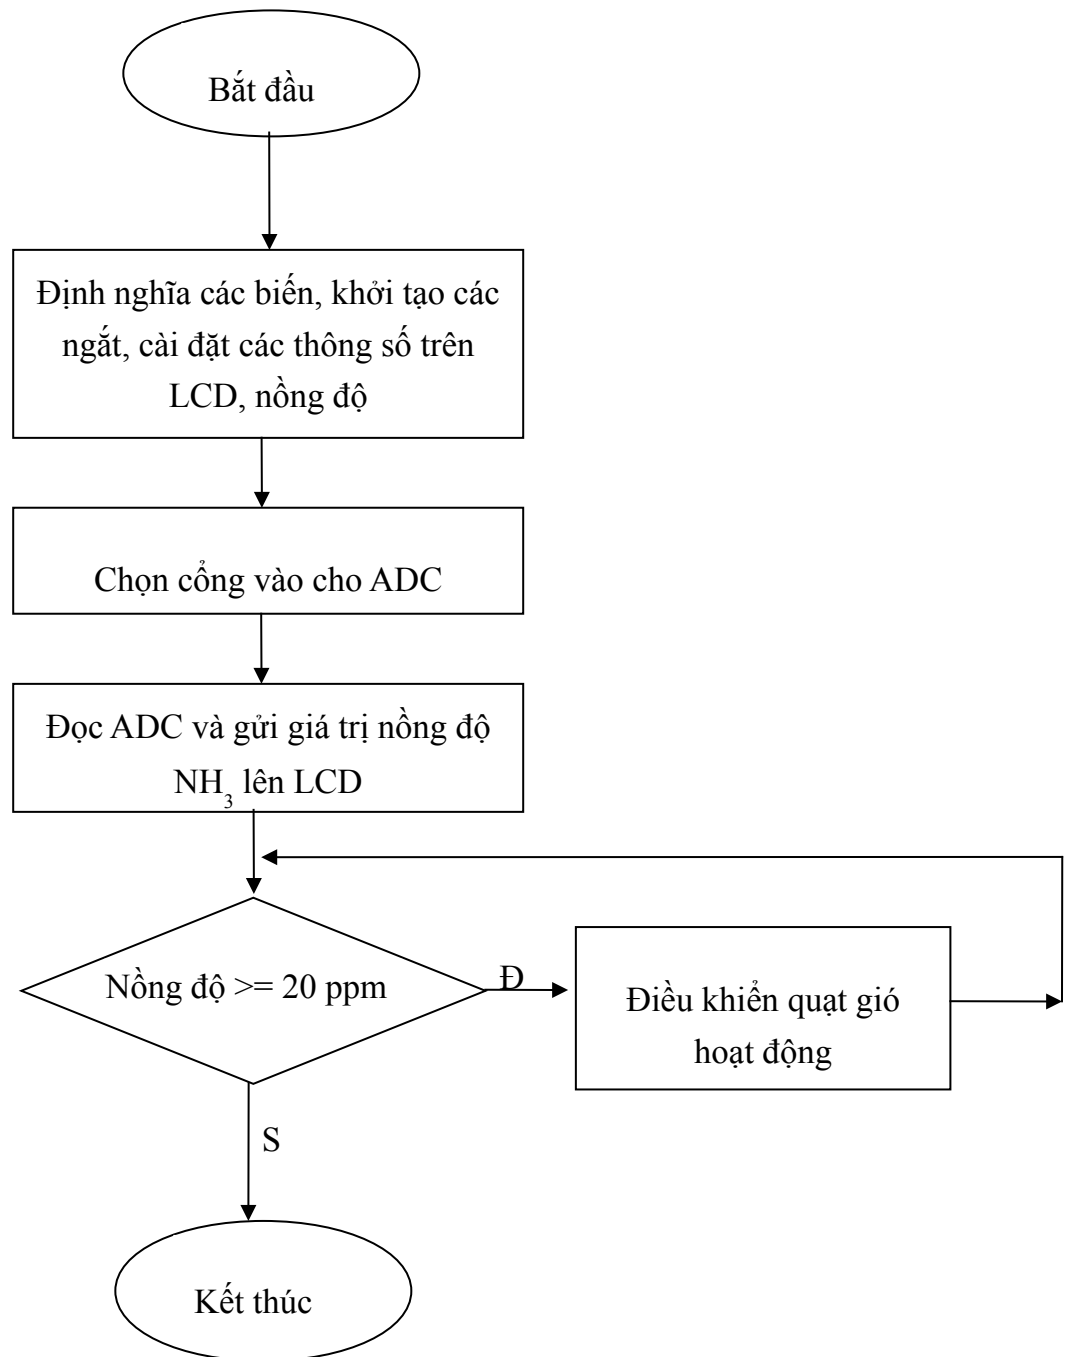 Bắt đầu
Định nghĩa các biến, khởi tạo các
ngắt, cài đặt các thông số trên
LCD, nồng độ
Chọn cổng vào cho ADC
Đọc ADC và gửi giá trị nồng độ
NH₃ lên LCD
Nồng độ >= 20 ppm
Đ
Điều khiển quạt gió
hoạt động
S
Kết thúc